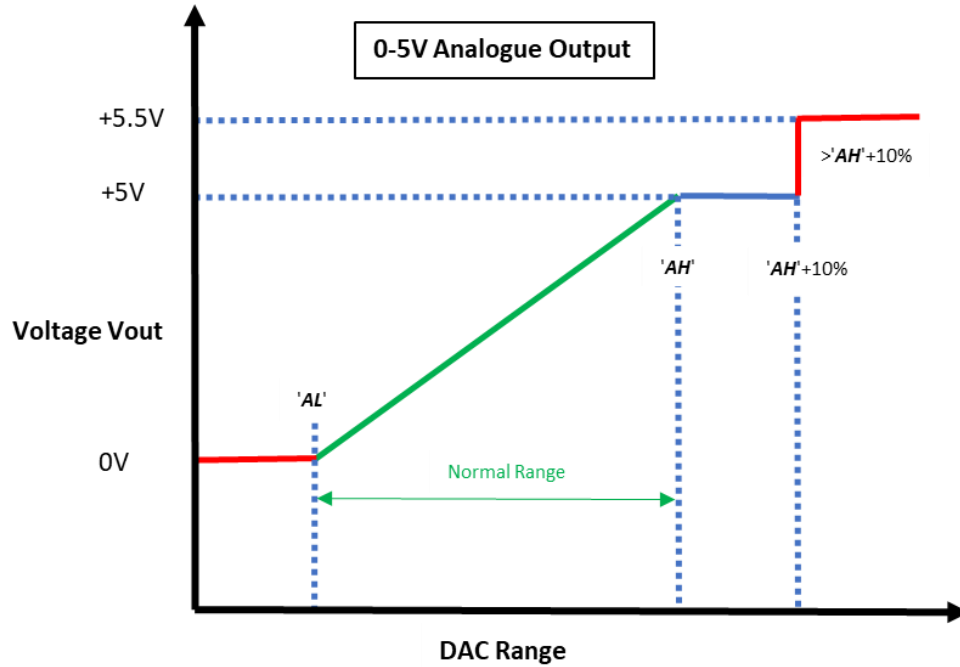 0-5V Analogue Output
+5.5V
>'AH'+10%
+5V
'AH'
'AH'+10%
Voltage Vout
'AL'
0V
Normal Range
DAC Range